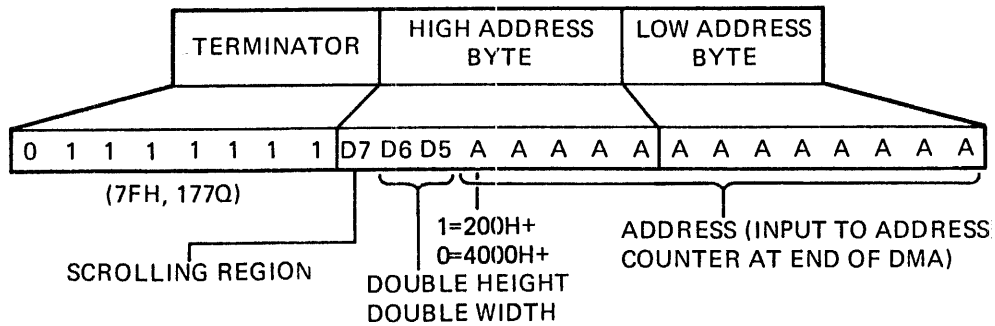 TERMINATOR
HIGH ADDRESS
BYTE
LOW ADDRESS
BYTE
0 1 1 1 1 1 1 1 D7 D6 D5 A A A A A A A A A A A A A
(7FH, 177Q)
1=200H+
0=4000H+
ADDRESS (INPUT TO ADDRESS
COUNTER AT END OF DMA)
SCROLLING REGION
DOUBLE HEIGHT
DOUBLE WIDTH